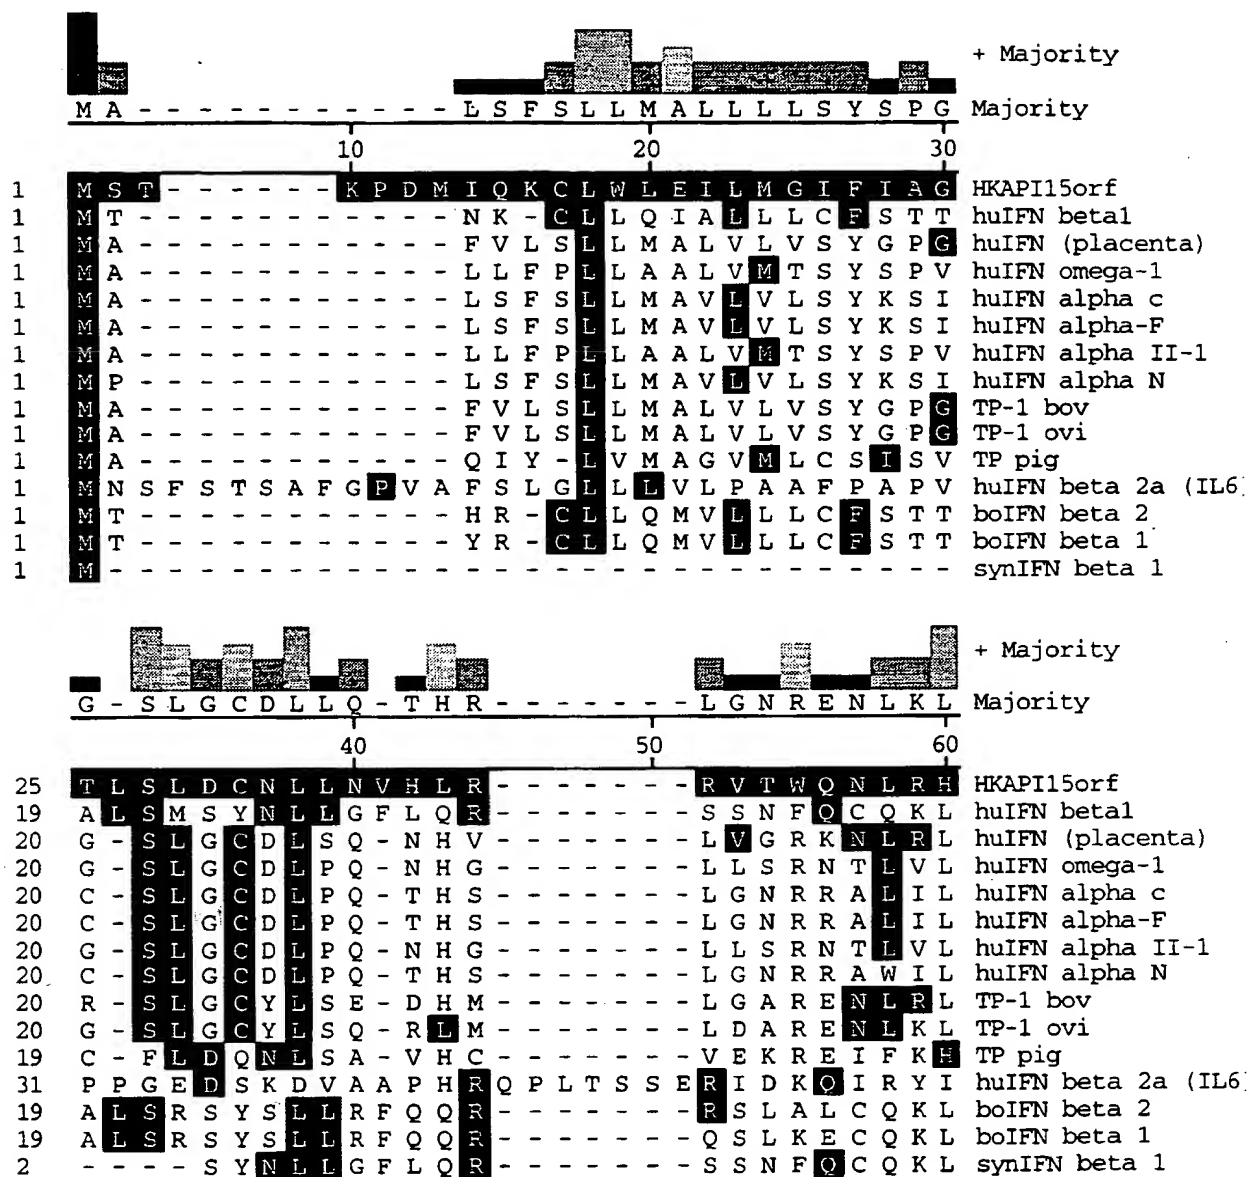 + Majority
M A - - - - - - - - - - - L S F S L L M A L L L L S Y S P G Majority
10 20 30
1 M S T - - - - - - K P D M I Q K C L W L E I L M G I F I A G HKAPI15orf
1 M T - - - - - - - - - - - N K - C L L Q I A L L L C F S T T huIFN beta1
1 M A - - - - - - - - - - - F V L S L L M A L V L V S Y G P G huIFN (placenta)
1 M A - - - - - - - - - - - L L F P L L A A L V M T S Y S P V huIFN omega-1
1 M A - - - - - - - - - - - L S F S L L M A V L V L S Y K S I huIFN alpha c
1 M A - - - - - - - - - - - L S F S L L M A V L V L S Y K S I huIFN alpha-F
1 M A - - - - - - - - - - - L L F P L L A A L V M T S Y S P V huIFN alpha II-1
1 M P - - - - - - - - - - - L S F S L L M A V L V L S Y K S I huIFN alpha N
1 M A - - - - - - - - - - - F V L S L L M A L V L V S Y G P G TP-1 bov
1 M A - - - - - - - - - - - F V L S L L M A L V L V S Y G P G TP-1 ovi
1 M A - - - - - - - - - - - Q I Y - L V M A G V M L C S I S V TP pig
1 M N S F S T S A F G P V A F S L G L L L V L P A A F P A P V huIFN beta 2a (IL6)
1 M T - - - - - - - - - - - H R - C L L Q M V L L L C F S T T boIFN beta 2
1 M T - - - - - - - - - - - Y R - C L L Q M V L L L C F S T T boIFN beta 1
1 M - - - - - - - - - - - - - - - - - - - - - - - - - - - - - synIFN beta 1
+ Majority
G - S L G C D L L Q - T H R - - - - - - - L G N R E N L K L Majority
40 50 60
25 T L S L D C N L L N V H L R - - - - - - - R V T W Q N L R H HKAPI15orf
19 A L S M S Y N L L G F L Q R - - - - - - - S S N F Q C Q K L huIFN beta1
20 G - S L G C D L S Q - N H V - - - - - - - L V G R K N L R L huIFN (placenta)
20 G - S L G C D L P Q - N H G - - - - - - - L L S R N T L V L huIFN omega-1
20 C - S L G C D L P Q - T H S - - - - - - - L G N R R A L I L huIFN alpha c
20 C - S L G C D L P Q - T H S - - - - - - - L G N R R A L I L huIFN alpha-F
20 G - S L G C D L P Q - N H G - - - - - - - L L S R N T L V L huIFN alpha II-1
20 C - S L G C D L P Q - T H S - - - - - - - L G N R R A W I L huIFN alpha N
20 R - S L G C Y L S E - D H M - - - - - - - L G A R E N L R L TP-1 bov
20 G - S L G C Y L S Q - R L M - - - - - - - L D A R E N L K L TP-1 ovi
19 C - F L D Q N L S A - V H C - - - - - - - V E K R E I F K H TP pig
31 P P G E D S K D V A A P H R Q P L T S S E R I D K Q I R Y I huIFN beta 2a (IL6)
19 A L S R S Y S L L R F Q Q R - - - - - - - R S L A L C Q K L boIFN beta 2
19 A L S R S Y S L L R F Q Q R - - - - - - - Q S L K E C Q K L boIFN beta 1
2 - - - - S Y N L L G F L Q R - - - - - - - S S N F Q C Q K L synIFN beta 1